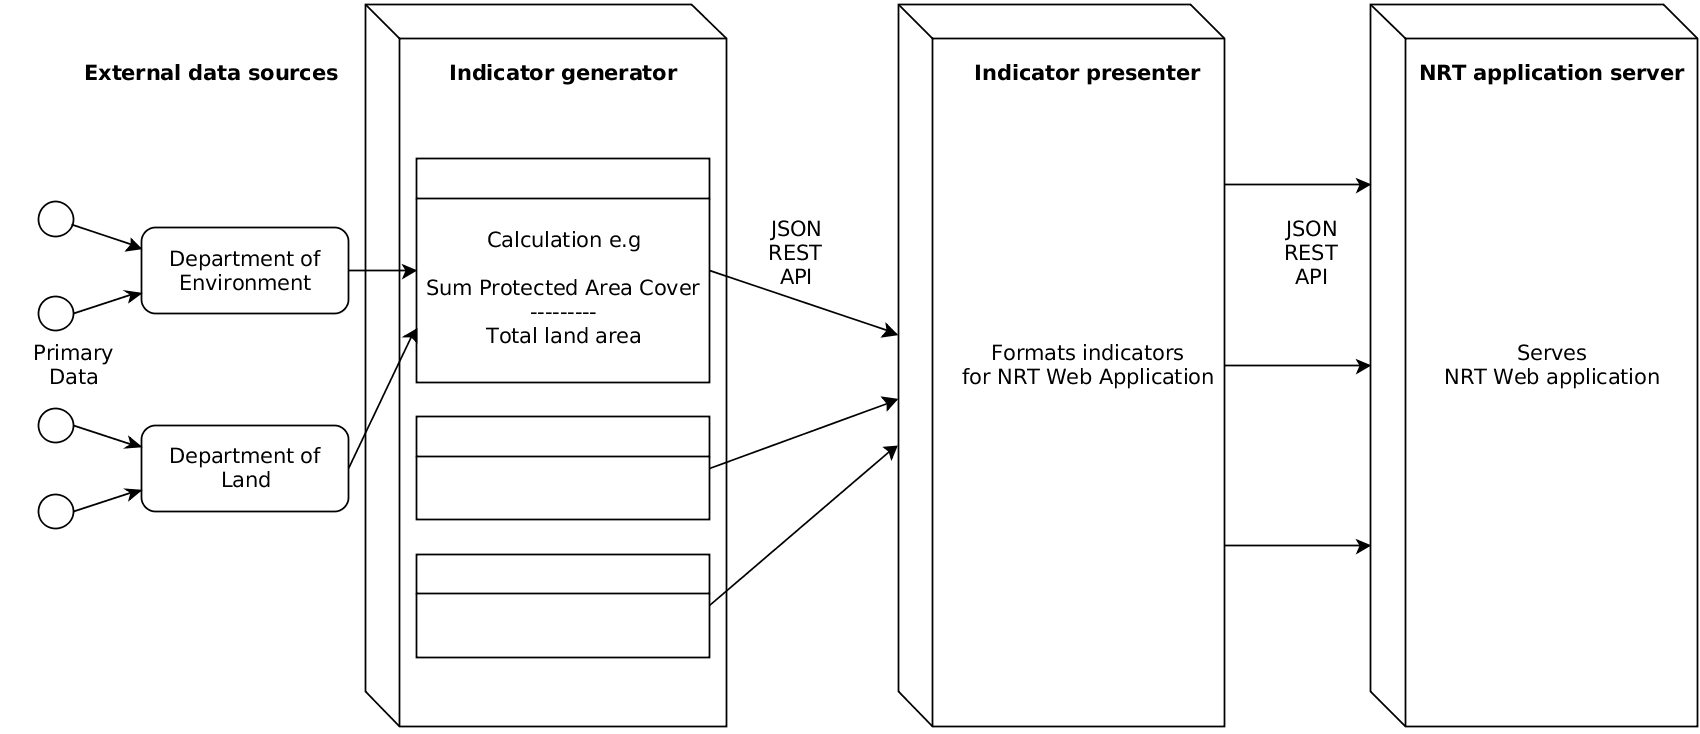 External data sources
Indicator generator
Indicator presenter
NRT application server
Primary
Data
Department of
Environment
Department of
Land
Calculation e.g
Sum Protected Area Cover
---------
Total land area
JSON
REST
API
Formats indicators
for NRT Web Application
JSON
REST
API
Serves
NRT Web application